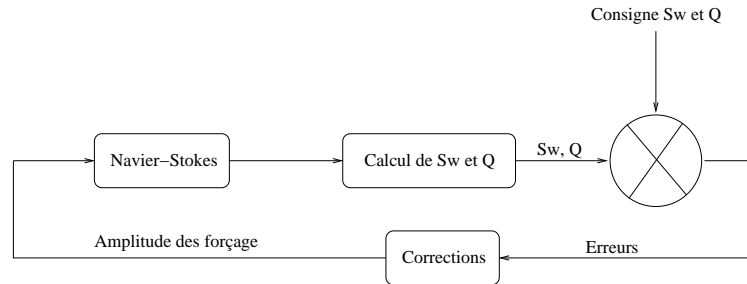 Consigne Sw et Q
Navier−Stokes
Calcul de Sw et Q
Sw, Q
Amplitude des forçage
Corrections
Erreurs